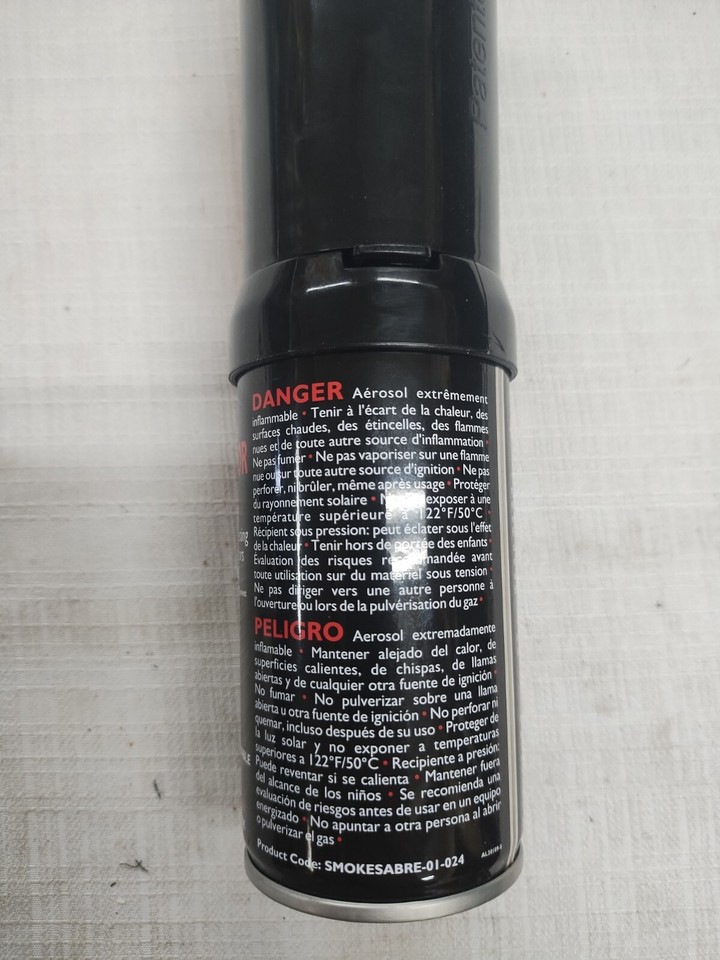 Patente
DANGER Aérosol extrêmement
inflammable • Tenir à l'écart de la chaleur, des
surfaces chaudes, des étincelles, des flammes
nues et de toute autre source d'inflammation •
Ne pas fumer • Ne pas vaporiser sur une flamme
nue ou sur toute autre source d'ignition • Ne pas
perforer, ni brûler, même après usage • Protéger
du rayonnement solaire • exposer à une
température supérieure à 122°F/50°C •
Récipient sous pression: peut éclater sous l'effet
de la chaleur • Tenir hors de portée des enfants •
Évaluation des risques recommandée avant
toute utilisation sur du matériel sous tension •
Ne pas diriger vers une autre personne à
l'ouverture ou lors de la pulvérisation du gaz •
PELIGRO Aerosol extremadamente
inflamable • Mantener alejado del calor, de
superficies calientes, de chispas, de llamas
abiertas y de cualquier otra fuente de ignición •
No fumar • No pulverizar sobre una llama
abierta u otra fuente de ignición • No perforar ni
quemar, incluso después de su uso • Proteger de
la luz solar y no exponer a temperaturas
superiores a 122°F/50°C • Recipiente a presión:
Puede reventar si se calienta • Mantener fuera
del alcance de los niños • Se recomienda una
evaluación de riesgos antes de usar en un equipo
energizado • No apuntar a otra persona al abrir
o pulverizar el gas •
Product Code: SMOKESABRE-01-024